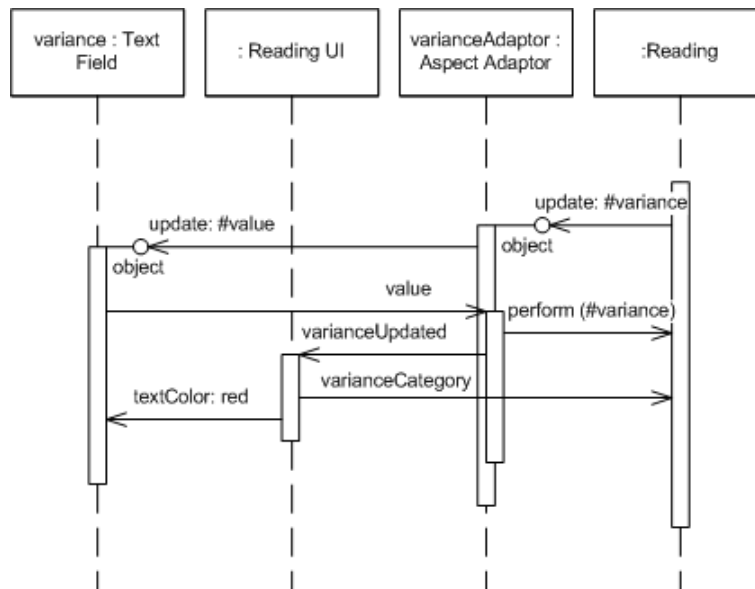 variance : Text
Field
: Reading UI
varianceAdaptor :
Aspect Adaptor
:Reading
update: #variance
object
update: #value
object
value
perform (#variance)
varianceUpdated
varianceCategory
textColor: red